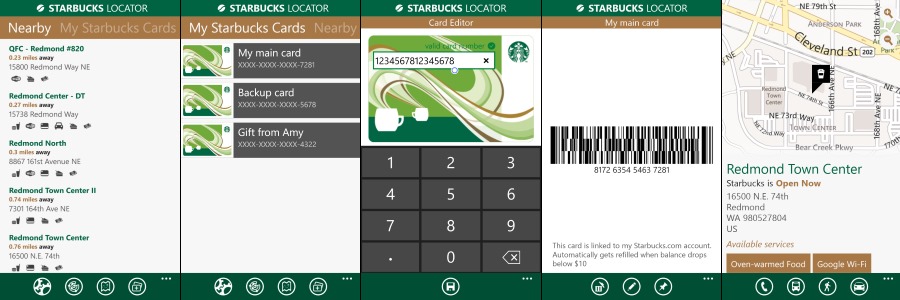 STARBUCKS LOCATOR
Nearby My Starbucks Cards
QFC - Redmond #820
0.23 miles away
15800 Redmond Way NE
Redmond Center - DT
0.27 miles away
15738 Redmond Way
Redmond North
0.3 miles away
8867 161st Avenue NE
Redmond Town Center II
0.74 miles away
7301 164th Ave NE
Redmond Town Center
0.76 miles away
16500 N.E. 74th
STARBUCKS LOCATOR
My Starbucks Cards Nearby
My main card
XXXX-XXXX-XXXX-7281
Backup card
XXXX-XXXX-XXXX-5678
Gift from Amy
XXXX-XXXX-XXXX-4322
STARBUCKS LOCATOR
Card Editor
valid card number
1234567812345678
1 2 3
4 5 6
7 8 9
. 0
STARBUCKS LOCATOR
My main card
8172 6354 5463 7281
This card is linked to my Starbucks.com account.
Automatically gets refilled when balance drops
below $10
NE 79th St
ANDERSON PARK
168th Ave
Cleveland St
202
Redmond
Town
Center
NE 74th St
166th Ave NE
168th Ave NE
NE 73rd Way
TOWN CENTER
Bear Creek Pkwy
Redmond Town Center
Starbucks is Open Now
16500 N.E. 74th
Redmond
WA 980527804
US
Available services
Oven-warmed Food Google Wi-Fi